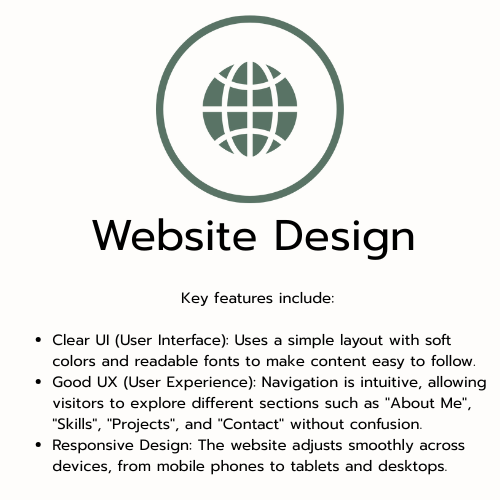 Website Design
Key features include:
• Clear UI (User Interface): Uses a simple layout with soft
colors and readable fonts to make content easy to follow.
• Good UX (User Experience): Navigation is intuitive, allowing
visitors to explore different sections such as "About Me",
"Skills", "Projects", and "Contact" without confusion.
• Responsive Design: The website adjusts smoothly across
devices, from mobile phones to tablets and desktops.